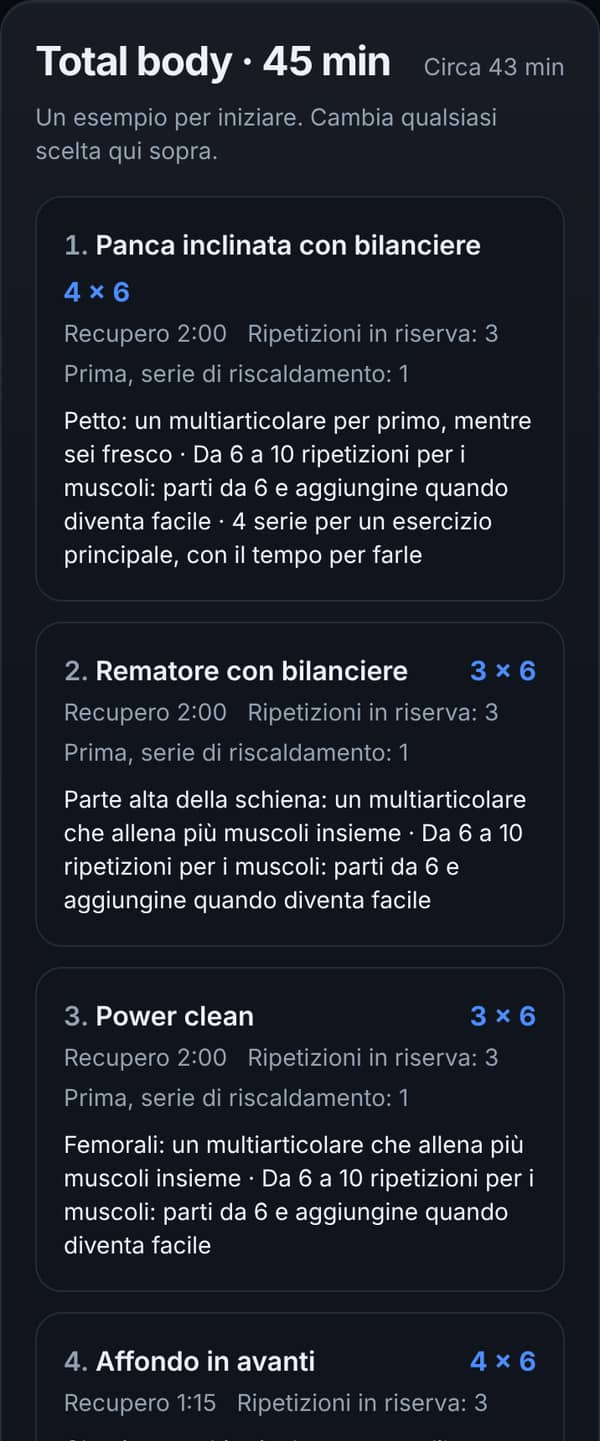 Total body · 45 min
Circa 43 min
Un esempio per iniziare. Cambia qualsiasi
scelta qui sopra.
1. Panca inclinata con bilanciere
4 × 6
Recupero 2:00 Ripetizioni in riserva: 3
Prima, serie di riscaldamento: 1
Petto: un multiarticolare per primo, mentre
sei fresco · Da 6 a 10 ripetizioni per i
muscoli: parti da 6 e aggiungine quando
diventa facile · 4 serie per un esercizio
principale, con il tempo per farle
2. Rematore con bilanciere 3 × 6
Recupero 2:00 Ripetizioni in riserva: 3
Prima, serie di riscaldamento: 1
Parte alta della schiena: un multiarticolare
che allena più muscoli insieme · Da 6 a 10
ripetizioni per i muscoli: parti da 6 e
aggiungine quando diventa facile
3. Power clean 3 × 6
Recupero 2:00 Ripetizioni in riserva: 3
Prima, serie di riscaldamento: 1
Femorali: un multiarticolare che allena più
muscoli insieme · Da 6 a 10 ripetizioni per i
muscoli: parti da 6 e aggiungine quando
diventa facile
4. Affondo in avanti 4 × 6
Recupero 1:15 Ripetizioni in riserva: 3